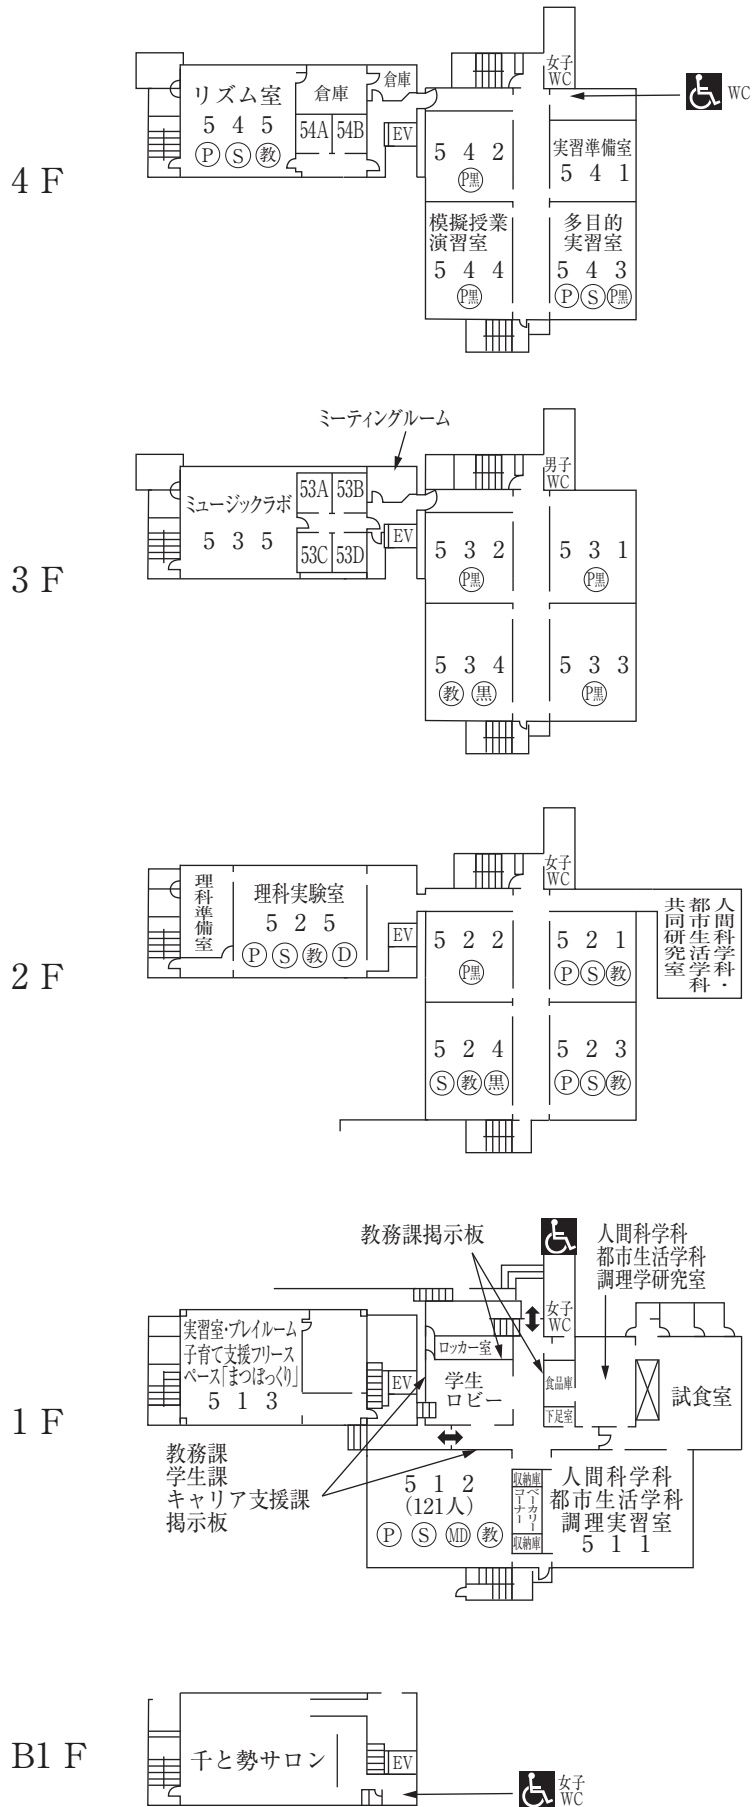 4 F
女子
WC
WC
リズム室
5 4 5
Ⓟ Ⓢ 教
倉庫
倉庫
54A 54B
EV
5 4 2
P黒
実習準備室
5 4 1
模擬授業
演習室
5 4 4
P黒
多目的
実習室
5 4 3
Ⓟ Ⓢ P黒
3 F
ミーティングルーム
男子
WC
ミュージックラボ
5 3 5
53A 53B
53C 53D
EV
5 3 2
P黒
5 3 1
P黒
5 3 4
教 黒
5 3 3
P黒
2 F
女子
WC
理科準備室
理科実験室
5 2 5
Ⓟ Ⓢ 教 Ⓓ
EV
5 2 2
P黒
5 2 1
Ⓟ Ⓢ 教
人間科学科・
都市生活学科
共同研究室
5 2 4
Ⓢ 教 黒
5 2 3
Ⓟ Ⓢ 教
1 F
教務課掲示板
人間科学科
都市生活学科
調理学研究室
女子
WC
実習室・プレイルーム
子育て支援フリース
ペース「まつぼっくり」
5 1 3
EV
ロッカー室
学生
ロビー
食品庫
下足室
試食室
教務課
学生課
キャリア支援課
掲示板
5 1 2
(121人)
Ⓟ Ⓢ MD 教
収納庫
ベーカリー
コーナー
収納庫
人間科学科
都市生活学科
調理実習室
5 1 1
B1 F
千と勢サロン
EV
女子
WC